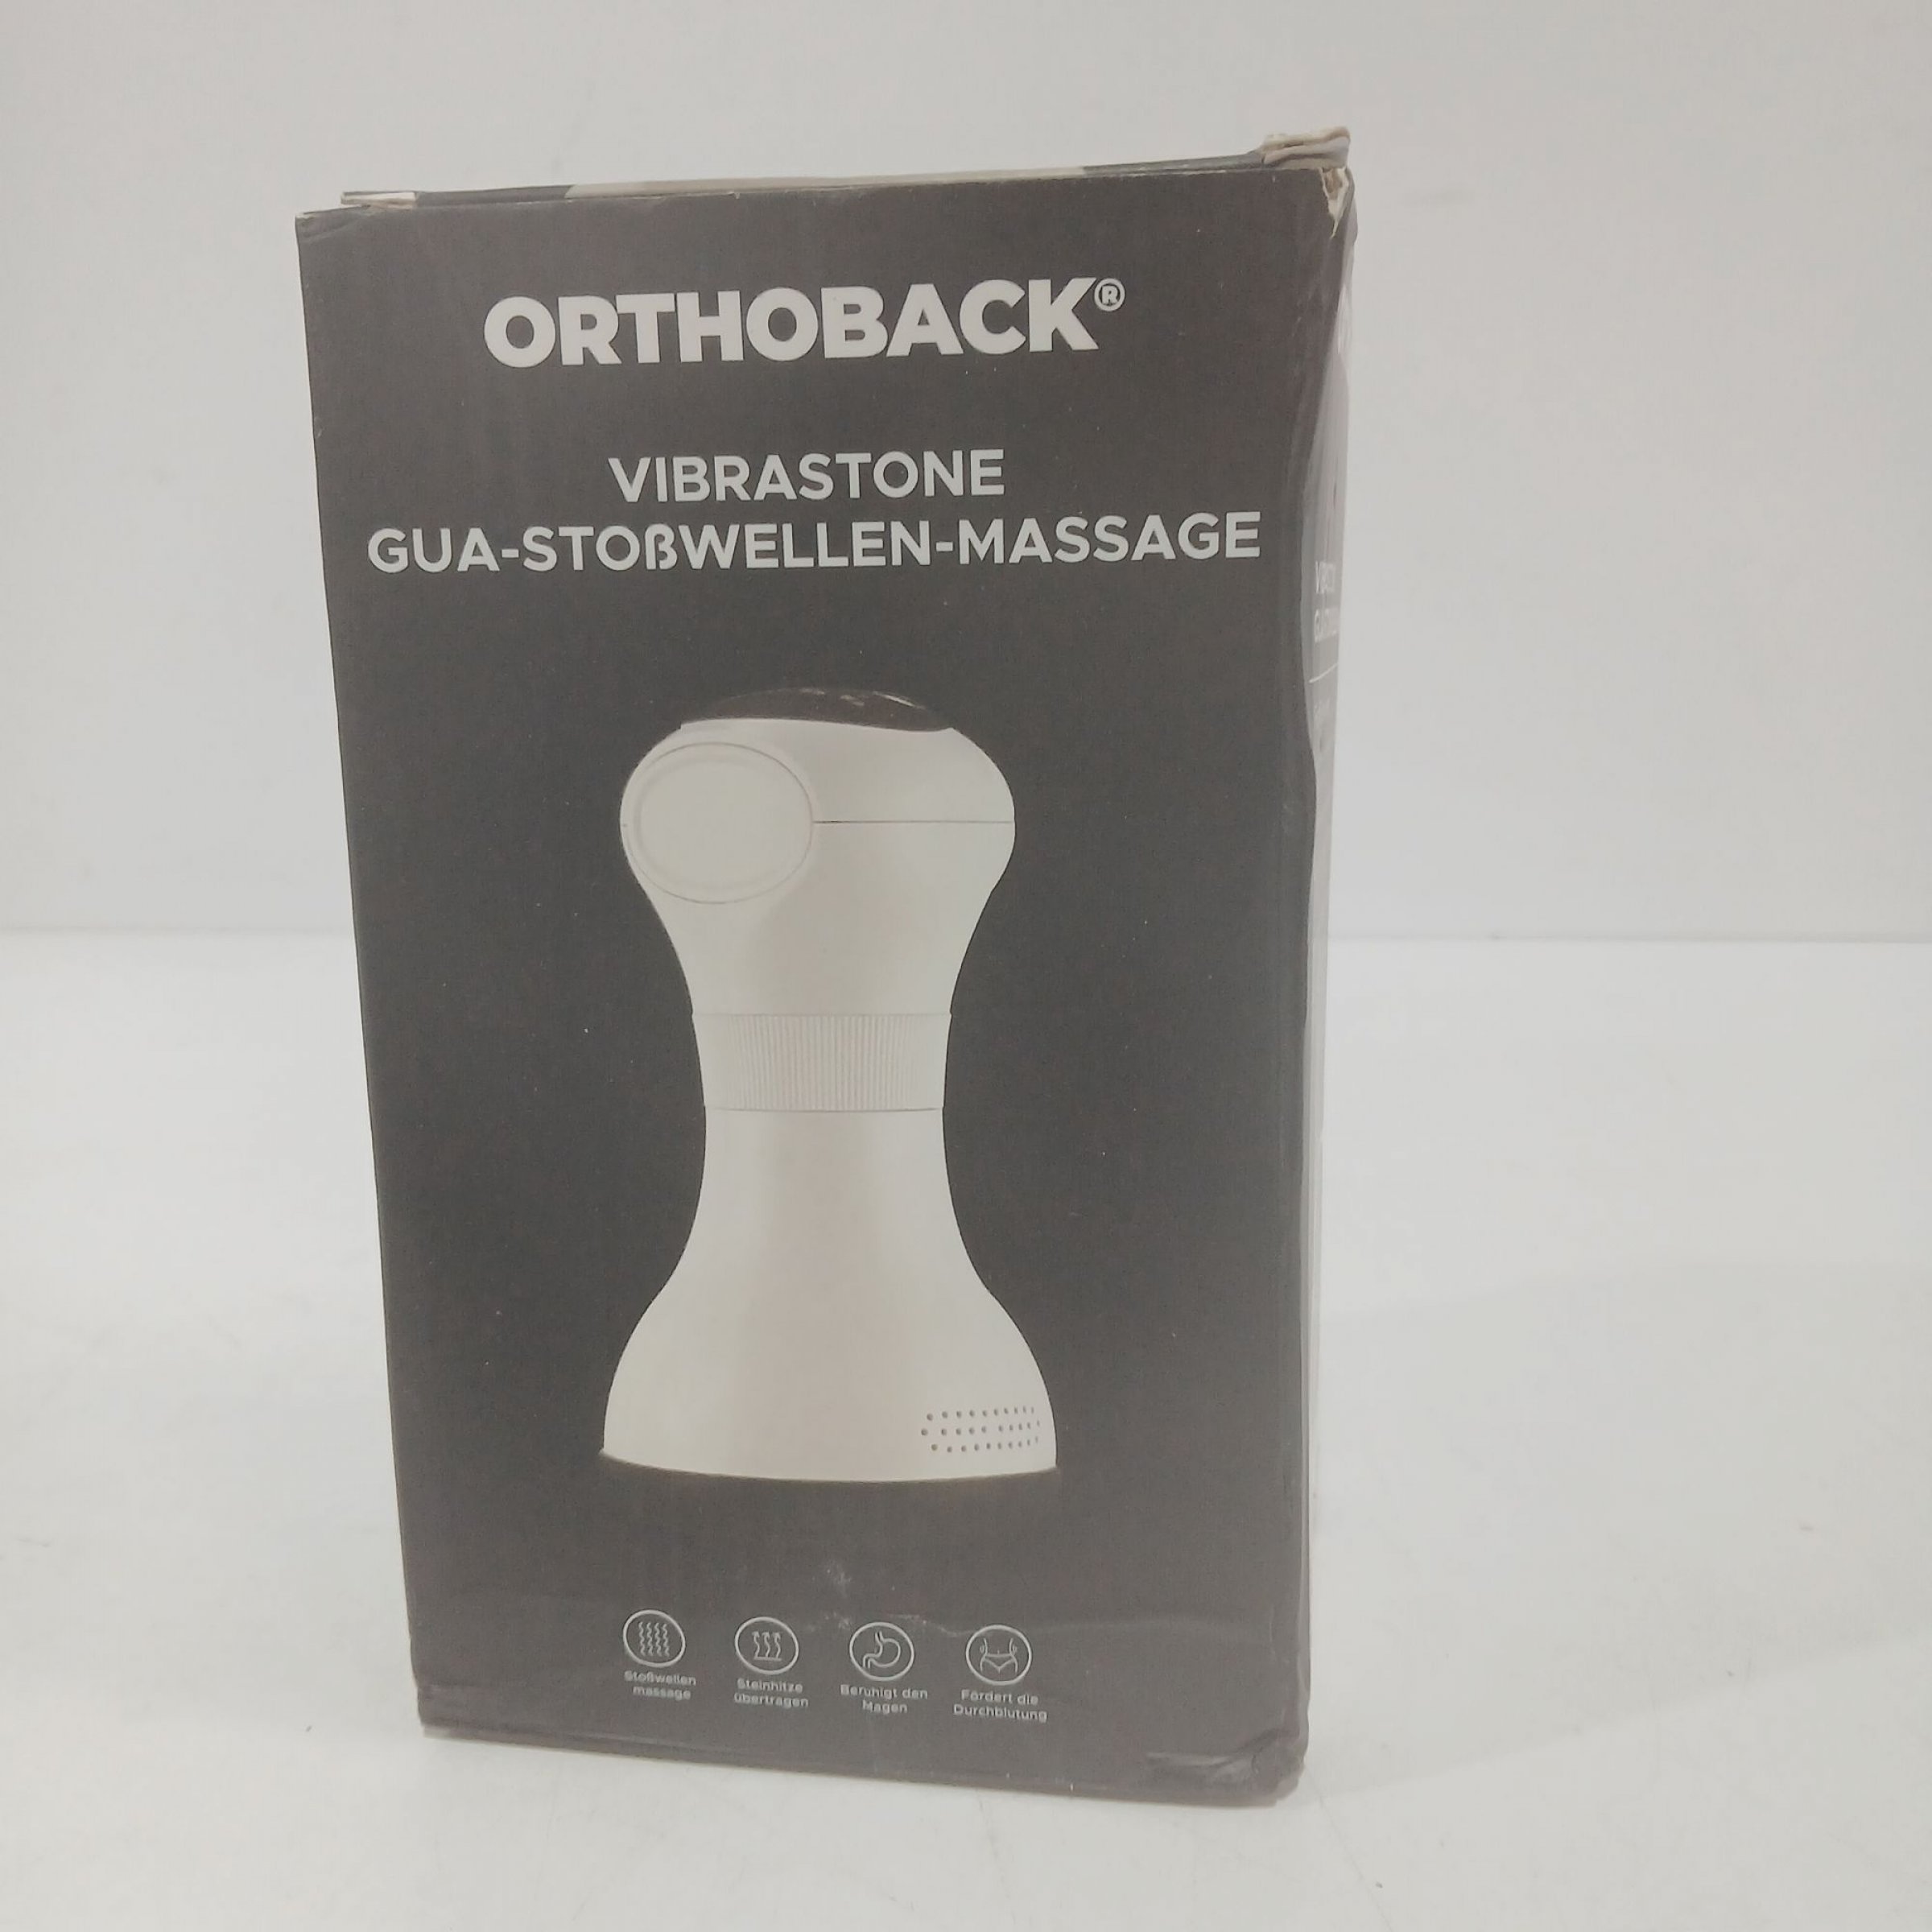 ORTHOBACK®
VIBRASTONE
GUA-STOßWELLEN-MASSAGE
Stoßwellen
massage
Steinhitze
übertragen
Beruhigt den
Magen
Fördert die
Durchblutung